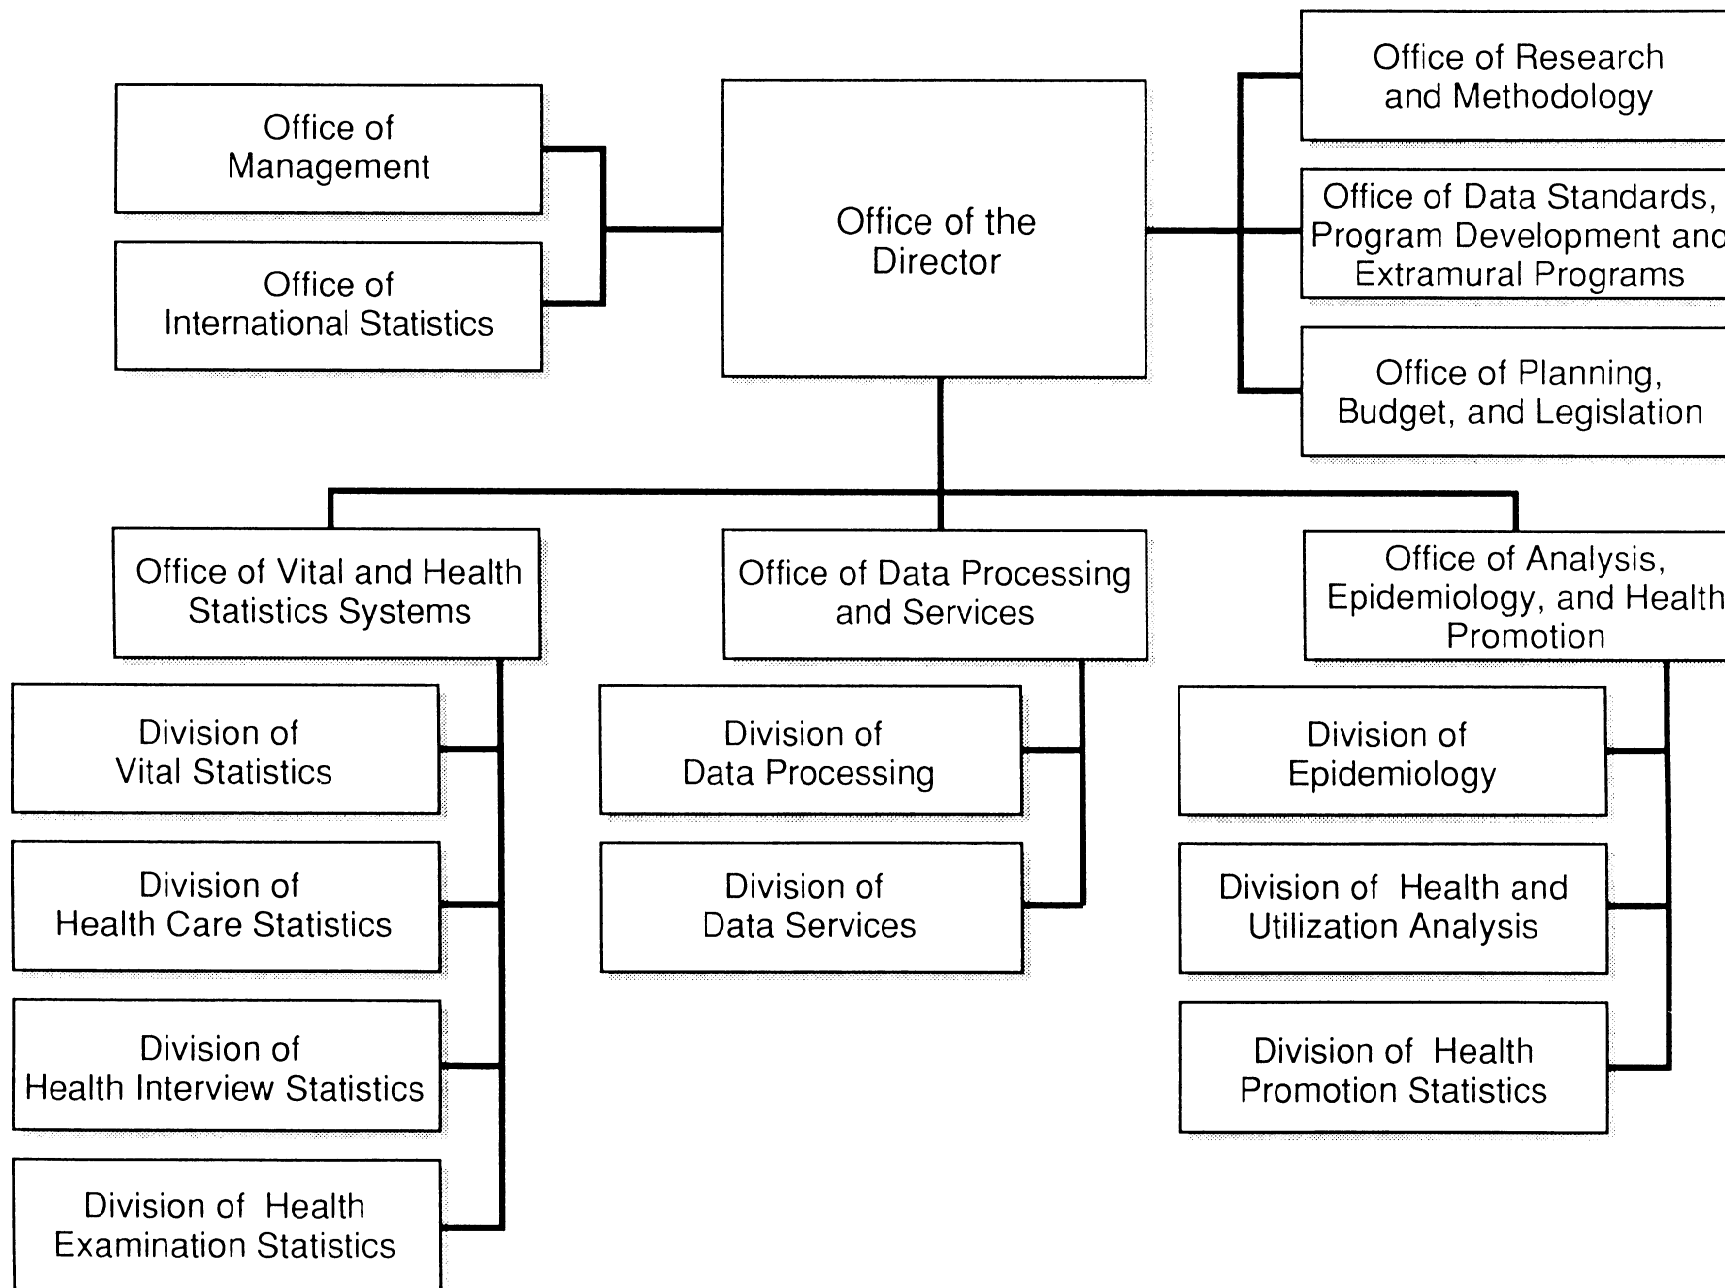 Office of
Management
Office of
International Statistics
Office of the
Director
Office of Research
and Methodology
Office of Data Standards,
Program Development and
Extramural Programs
Office of Planning,
Budget, and Legislation
Office of Vital and Health
Statistics Systems
Division of
Vital Statistics
Division of
Health Care Statistics
Division of
Health Interview Statistics
Division of Health
Examination Statistics
Office of Data Processing
and Services
Division of
Data Processing
Division of
Data Services
Office of Analysis,
Epidemiology, and Health
Promotion
Division of
Epidemiology
Division of Health and
Utilization Analysis
Division of Health
Promotion Statistics